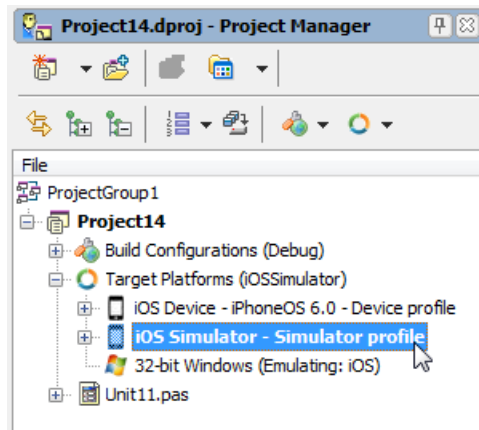 Project14.dproj - Project Manager
File
ProjectGroup1
Project14
Build Configurations (Debug)
Target Platforms (iOSSimulator)
iOS Device - iPhoneOS 6.0 - Device profile
iOS Simulator - Simulator profile
32-bit Windows (Emulating: iOS)
Unit11.pas